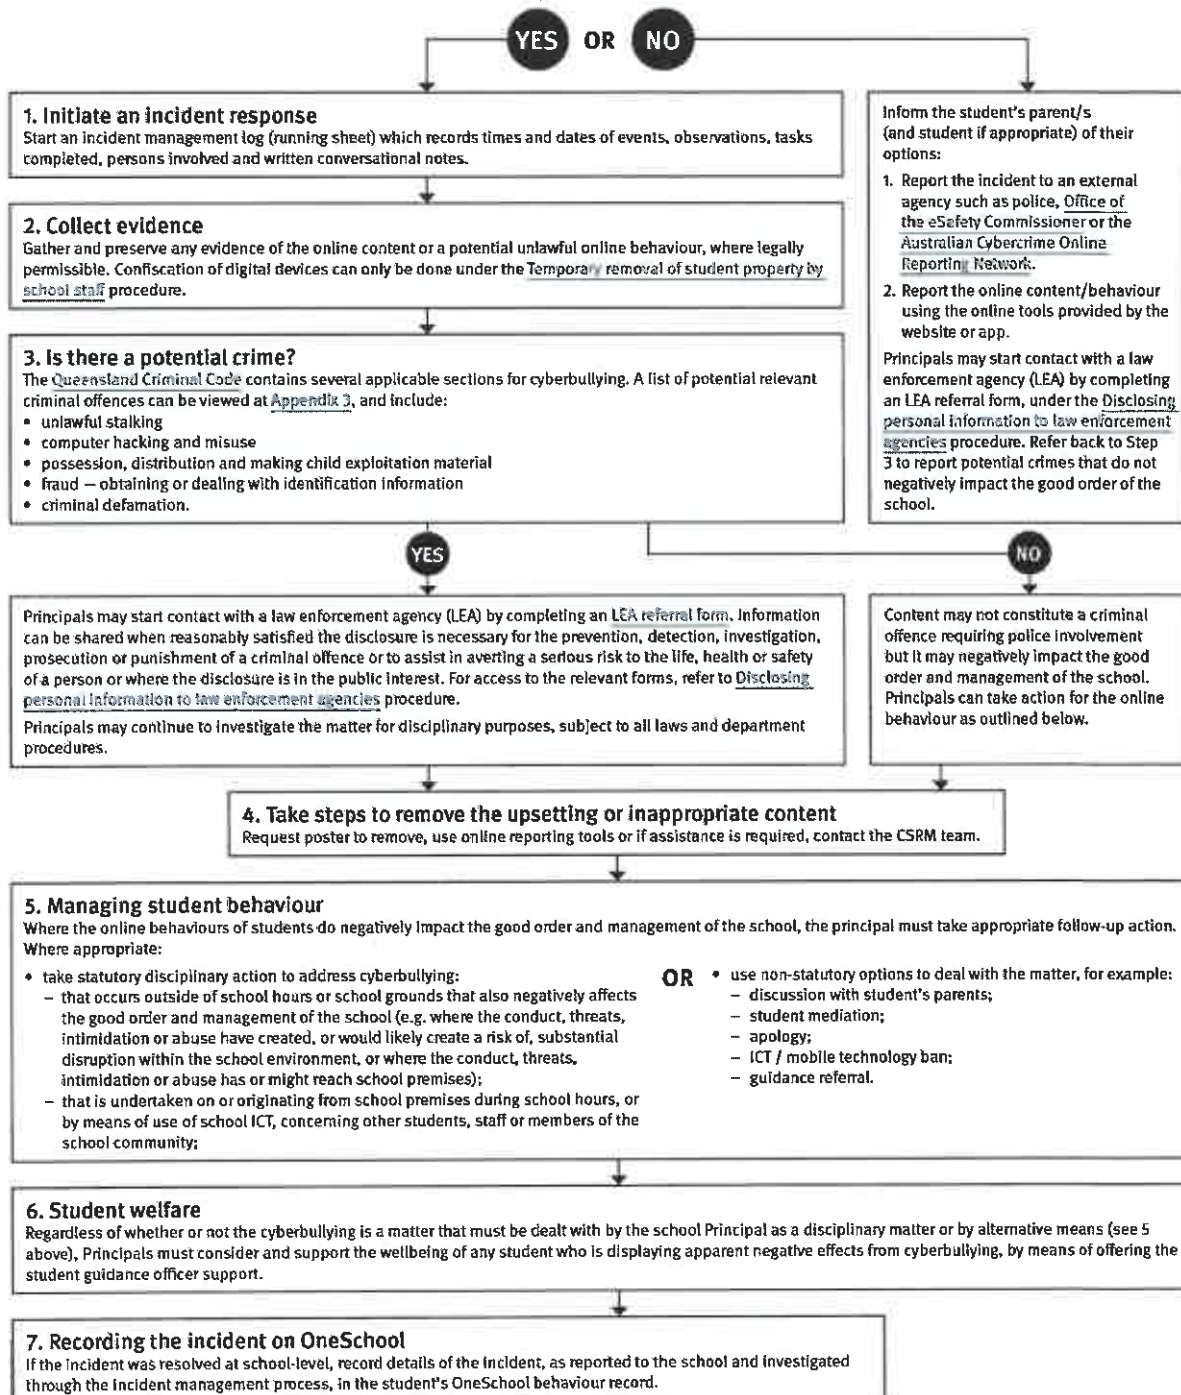 YES OR NO
1. Initiate an incident response
Start an incident management log (running sheet) which records times and dates of events, observations, tasks
completed, persons involved and written conversational notes.
2. Collect evidence
Gather and preserve any evidence of the online content or a potential unlawful online behaviour, where legally
permissible. Confiscation of digital devices can only be done under the Temporary removal of student property by
school staff procedure.
3. Is there a potential crime?
The Queensland Criminal Code contains several applicable sections for cyberbullying. A list of potential relevant
criminal offences can be viewed at Appendix 3, and include:
• unlawful stalking
• computer hacking and misuse
• possession, distribution and making child exploitation material
• fraud – obtaining or dealing with identification information
• criminal defamation.
Inform the student's parent/s
(and student if appropriate) of their
options:
1. Report the incident to an external
agency such as police, Office of
the eSafety Commissioner or the
Australian Cybercrime Online
Reporting Network.
2. Report the online content/behaviour
using the online tools provided by the
website or app.
Principals may start contact with a law
enforcement agency (LEA) by completing
an LEA referral form, under the Disclosing
personal information to law enforcement
agencies procedure. Refer back to Step
3 to report potential crimes that do not
negatively impact the good order of the
school.
YES
NO
Principals may start contact with a law enforcement agency (LEA) by completing an LEA referral form. Information
can be shared when reasonably satisfied the disclosure is necessary for the prevention, detection, investigation,
prosecution or punishment of a criminal offence or to assist in averting a serious risk to the life, health or safety
of a person or where the disclosure is in the public interest. For access to the relevant forms, refer to Disclosing
personal information to law enforcement agencies procedure.
Principals may continue to investigate the matter for disciplinary purposes, subject to all laws and department
procedures.
Content may not constitute a criminal
offence requiring police involvement
but it may negatively impact the good
order and management of the school.
Principals can take action for the online
behaviour as outlined below.
4. Take steps to remove the upsetting or inappropriate content
Request poster to remove, use online reporting tools or if assistance is required, contact the CSRM team.
5. Managing student behaviour
Where the online behaviours of students do negatively impact the good order and management of the school, the principal must take appropriate follow-up action.
Where appropriate:
• take statutory disciplinary action to address cyberbullying:
– that occurs outside of school hours or school grounds that also negatively affects
the good order and management of the school (e.g. where the conduct, threats,
intimidation or abuse have created, or would likely create a risk of, substantial
disruption within the school environment, or where the conduct, threats,
intimidation or abuse has or might reach school premises);
– that is undertaken on or originating from school premises during school hours, or
by means of use of school ICT, concerning other students, staff or members of the
school community;
OR
• use non-statutory options to deal with the matter, for example:
– discussion with student's parents;
– student mediation;
– apology;
– ICT / mobile technology ban;
– guidance referral.
6. Student welfare
Regardless of whether or not the cyberbullying is a matter that must be dealt with by the school Principal as a disciplinary matter or by alternative means (see 5
above), Principals must consider and support the wellbeing of any student who is displaying apparent negative effects from cyberbullying, by means of offering the
student guidance officer support.
7. Recording the incident on OneSchool
If the incident was resolved at school-level, record details of the incident, as reported to the school and investigated
through the incident management process, in the student's OneSchool behaviour record.